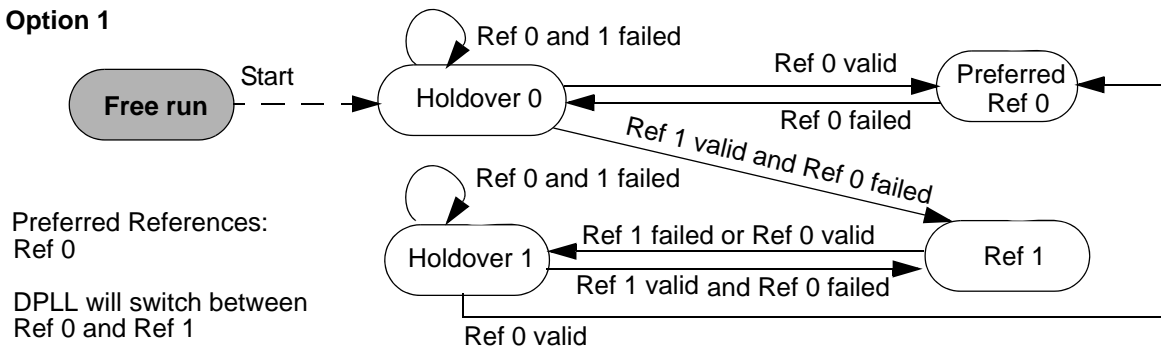 Option 1
Ref 0 and 1 failed
Start
Free run
Holdover 0
Ref 0 valid
Preferred
Ref 0
Ref 0 failed
Ref 1 valid and Ref 0 failed
Ref 0 and 1 failed
Preferred References:
Ref 0
Holdover 1
Ref 1 failed or Ref 0 valid
Ref 1
Ref 1 valid and Ref 0 failed
DPLL will switch between
Ref 0 and Ref 1
Ref 0 valid